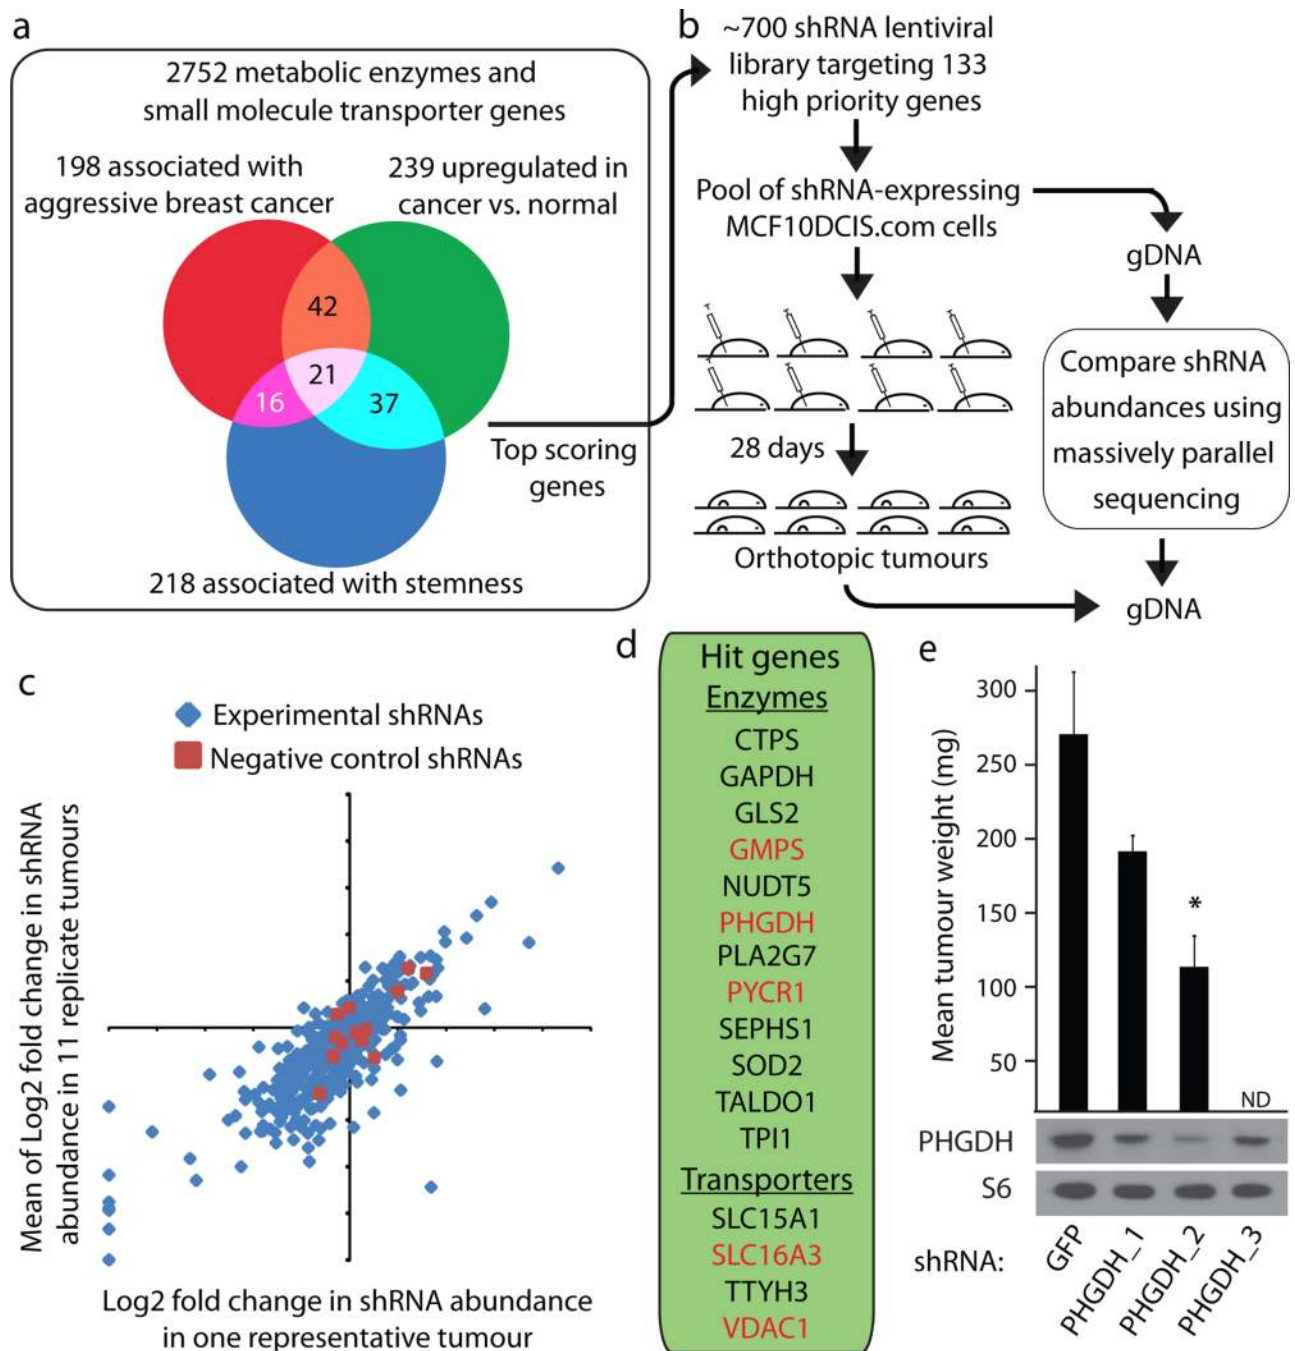 a
2752 metabolic enzymes and
small molecule transporter genes
198 associated with
aggressive breast cancer
239 upregulated in
cancer vs. normal
42
21
16
37
Top scoring
genes
218 associated with stemness
b
~700 shRNA lentiviral
library targeting 133
high priority genes
Pool of shRNA-expressing
MCF10DCIS.com cells
gDNA
28 days
Compare shRNA
abundances using
massively parallel
sequencing
Orthotopic tumours
gDNA
c
Experimental shRNAs
Negative control shRNAs
Mean of Log2 fold change in shRNA
abundance in 11 replicate tumours
Log2 fold change in shRNA abundance
in one representative tumour
d
Hit genes
Enzymes
CTPS
GAPDH
GLS2
GMPS
NUDT5
PHGDH
PLA2G7
PYCR1
SEPHS1
SOD2
TALDO1
TPI1
Transporters
SLC15A1
SLC16A3
TTYH3
VDAC1
e
Mean tumour weight (mg)
300
250
200
150
100
50
*
ND
PHGDH
S6
shRNA:
GFP
PHGDH_1
PHGDH_2
PHGDH_3